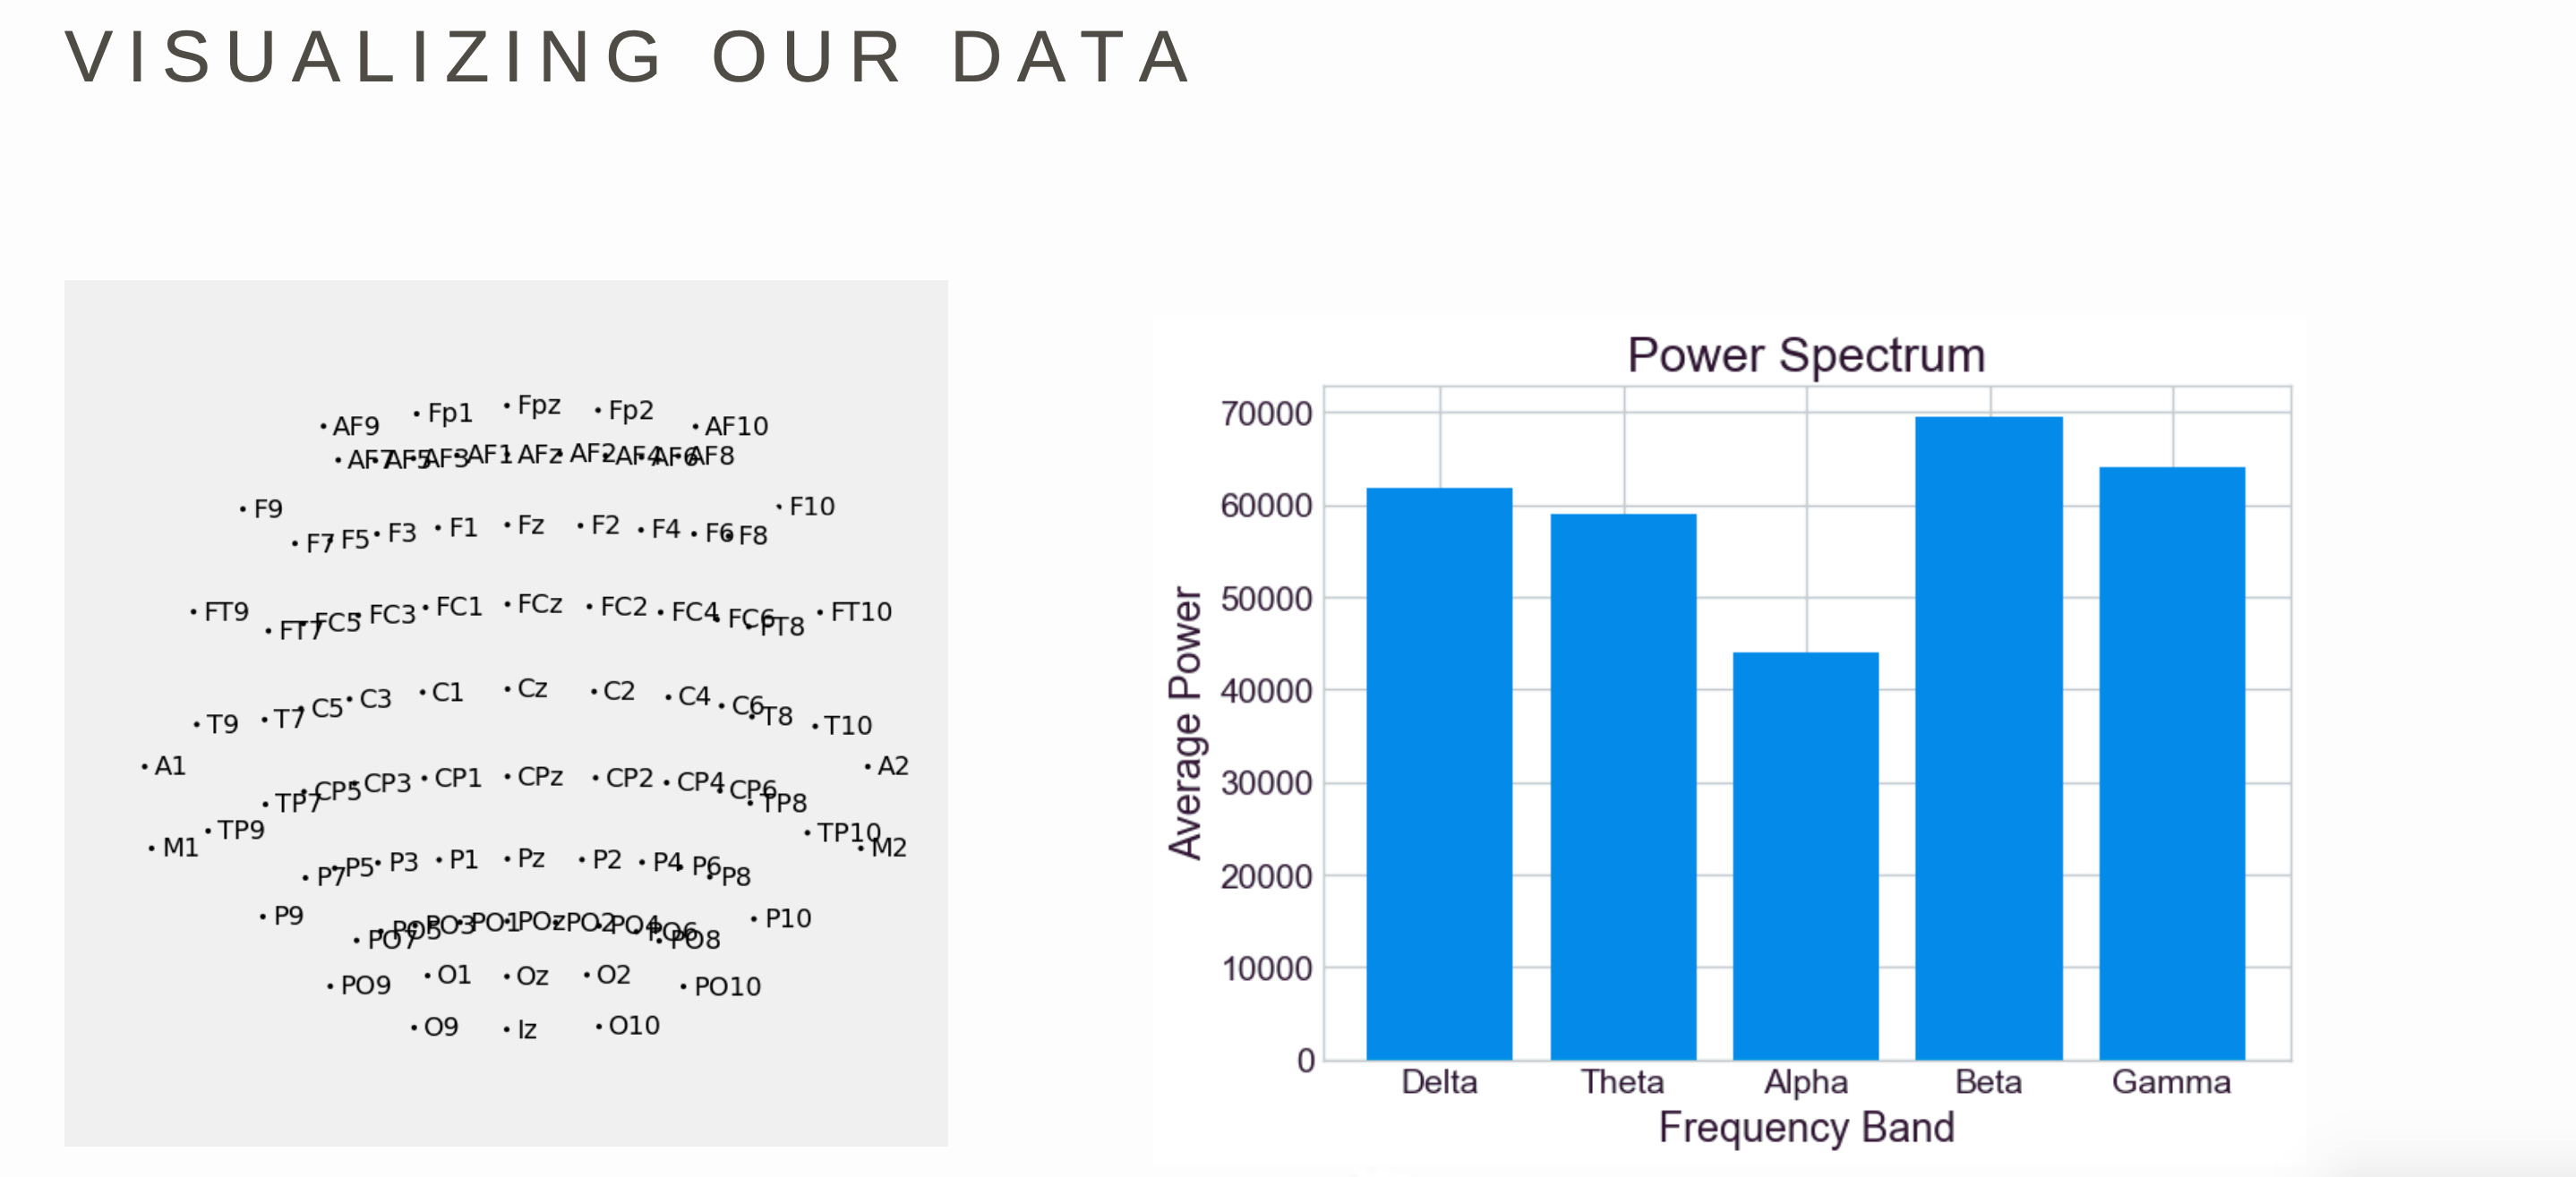 VISUALIZING OUR DATA
Fp1 Fpz Fp2
AF9 AF10
AF7 AF5 AF3 AF1 AFz AF2 AF4 AF6 AF8
F9 F10
F7 F5 F3 F1 Fz F2 F4 F6 F8
FT9 FT7 FC5 FC3 FC1 FCz FC2 FC4 FC6 FT8 FT10
T9 T7 C5 C3 C1 Cz C2 C4 C6 T8 T10
A1 A2
TP7 CP5 CP3 CP1 CPz CP2 CP4 CP6 TP8
TP9 TP10
M1 M2
P7 P5 P3 P1 Pz P2 P4 P6 P8
P9 P10
PO7 PO5 PO3 PO1 POz PO2 PO4 PO6 PO8
PO9 O1 Oz O2 PO10
O9 Iz O10
Power Spectrum
Average Power
70000
60000
50000
40000
30000
20000
10000
0
Delta Theta Alpha Beta Gamma
Frequency Band